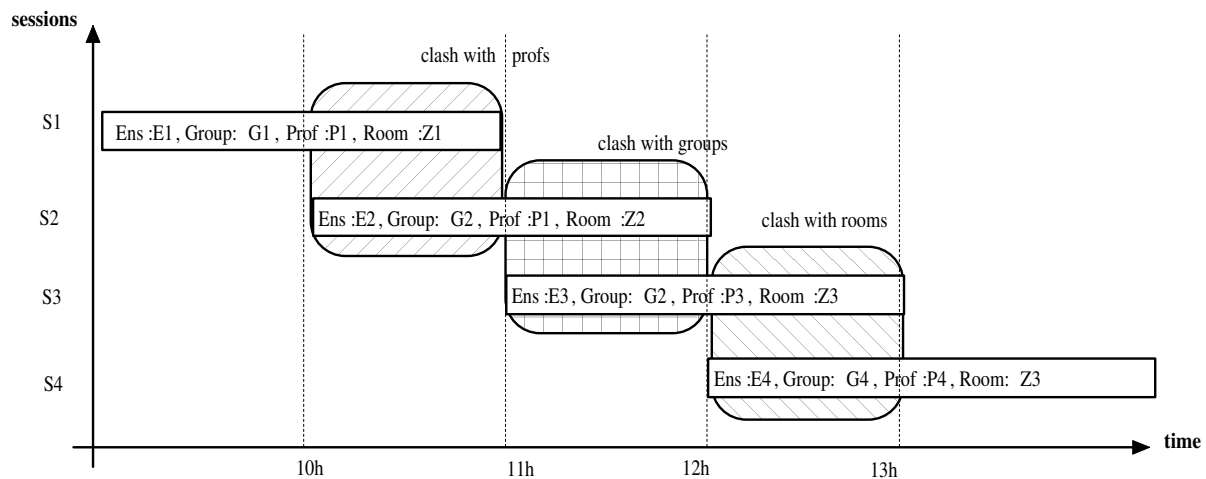 sessions
clash with profs
S1
Ens :E1 , Group: G1 , Prof :P1 , Room :Z1
clash with groups
S2
Ens :E2 , Group: G2 , Prof :P1 , Room :Z2
clash with rooms
S3
Ens :E3 , Group: G2 , Prof :P3 , Room :Z3
S4
Ens :E4 , Group: G4 , Prof :P4 , Room: Z3
time
10h 11h 12h 13h